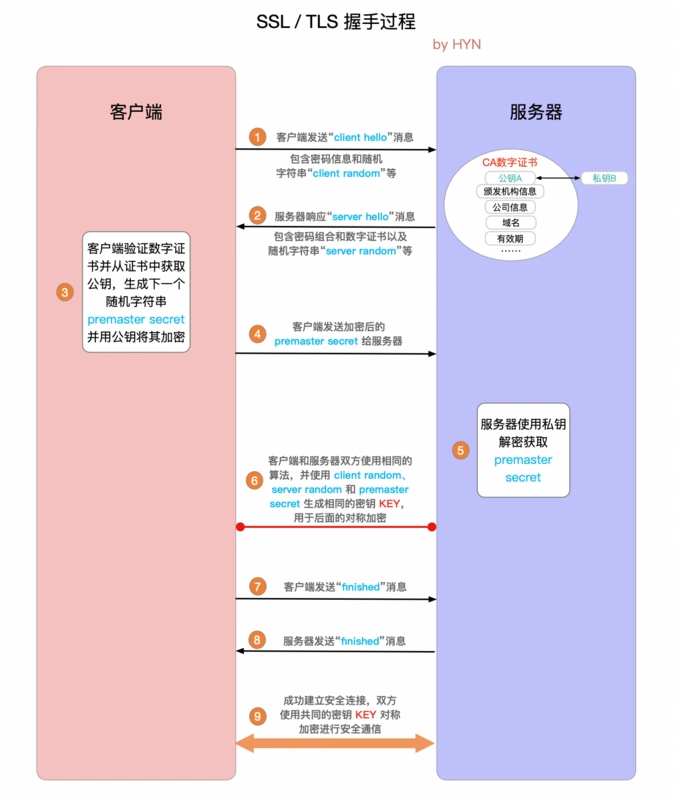 SSL / TLS 握手过程
by HYN
客户端
服务器
1
客户端发送“client hello”消息
包含密码信息和随机
字符串“client random”等
CA数字证书
公钥A
私钥B
颁发机构信息
公司信息
域名
有效期
……
2
服务器响应“server hello”消息
包含密码组合和数字证书以及
随机字符串“server random”等
3
客户端验证数字证
书并从证书中获取
公钥，生成下一个
随机字符串
premaster secret
并用公钥将其加密
4
客户端发送加密后的
premaster secret 给服务器
5
服务器使用私钥
解密获取
premaster
secret
6
客户端和服务器双方使用相同的
算法，并使用 client random、
server random 和 premaster
secret 生成相同的密钥 KEY，
用于后面的对称加密
7
客户端发送“finished”消息
8
服务器发送“finished”消息
9
成功建立安全连接，双方
使用共同的密钥 KEY 对称
加密进行安全通信